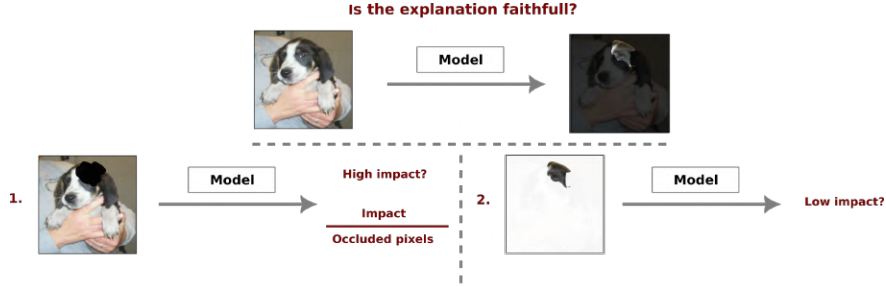 Is the explanation faithfull?
Model
1.
Model
High impact?
Impact
Occluded pixels
2.
Model
Low impact?